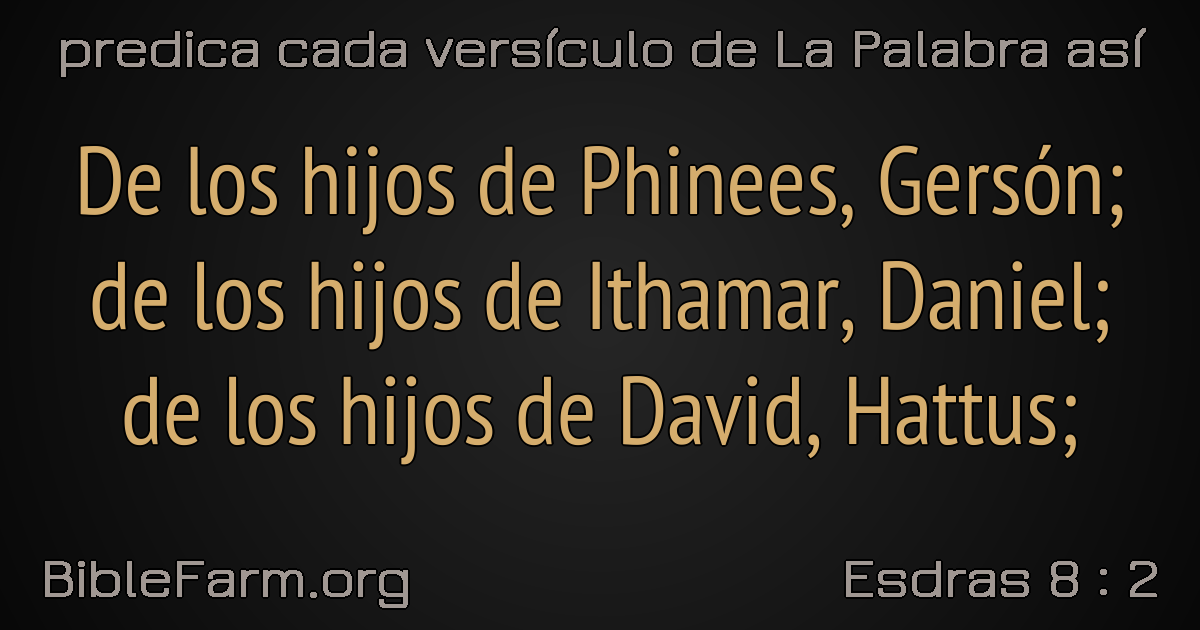 predica cada versículo de La Palabra así
De los hijos de Phinees, Gersón;
de los hijos de Ithamar, Daniel;
de los hijos de David, Hattus;
BibleFarm.org
Esdras 8 : 2